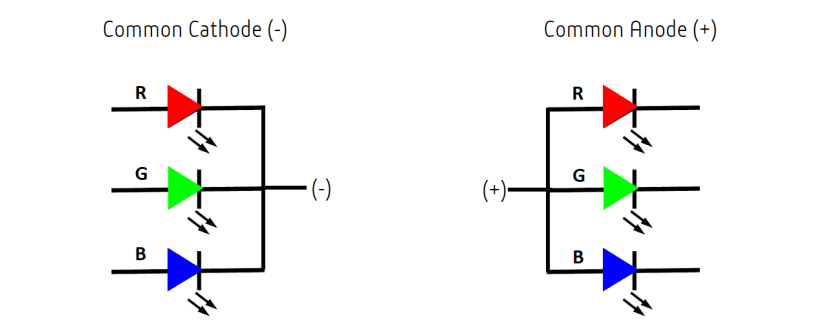 Common Cathode (-)
Common Anode (+)
R
G
(-)
B
R
(+)
G
B